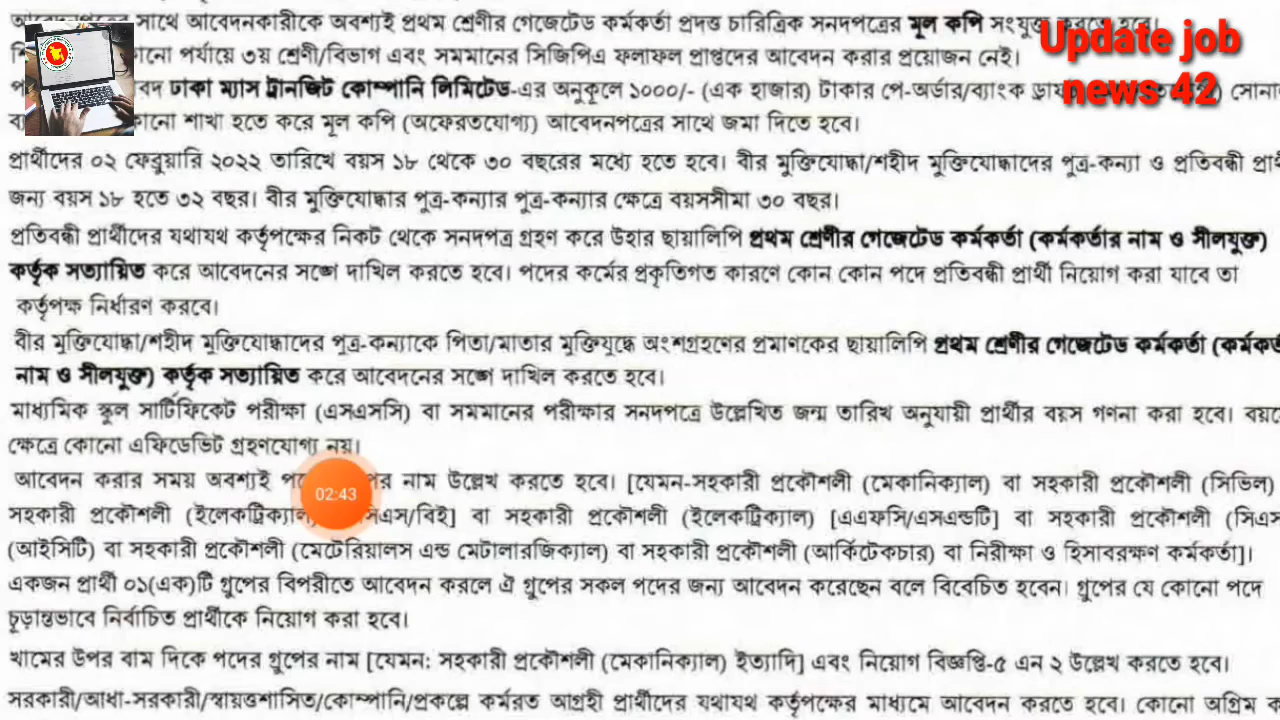 সাথে আবেদনকারীকে অবশ্যই প্রথম শ্রেণীর গেজেটেড কর্মকর্তা প্রদত্ত চারিত্রিক সনদপত্রের মূল কপি সংযুক্ত করতে হবে।
Update job
পর্যায়ে ৩য় শ্রেণী/বিভাগ এবং সমমানের সিজিপিএ ফলাফল প্রাপ্তদের আবেদন করার প্রয়োজন নেই।
news 42
ঢাকা ম্যাস ট্রানজিট কোম্পানি লিমিটেড-এর অনুকূলে ১০০০/- (এক হাজার) টাকার পে-অর্ডার/ব্যাংক
শাখা হতে করে মূল কপি (অফেরতযোগ্য) আবেদনপত্রের সাথে জমা দিতে হবে।
প্রার্থীদের ০২ ফেব্রুয়ারি ২০২২ তারিখে বয়স ১৮ থেকে ৩০ বছরের মধ্যে হতে হবে। বীর মুক্তিযোদ্ধা/শহীদ মুক্তিযোদ্ধাদের পুত্র-কন্যা ও প্রতিবন্ধী
জন্য বয়স ১৮ হতে ৩২ বছর। বীর মুক্তিযোদ্ধার পুত্র-কন্যার পুত্র-কন্যার ক্ষেত্রে বয়সসীমা ৩০ বছর।
প্রতিবন্ধী প্রার্থীদের যথাযথ কর্তৃপক্ষের নিকট থেকে সনদপত্র গ্রহণ করে উহার ছায়ালিপি প্রথম শ্রেণীর গেজেটেড কর্মকর্তা (কর্মকর্তার নাম ও সীলযুক্ত)
কর্তৃক সত্যায়িত করে আবেদনের সঙ্গে দাখিল করতে হবে। পদের কর্মের প্রকৃতিগত কারণে কোন কোন পদে প্রতিবন্ধী প্রার্থী নিয়োগ করা যাবে তা
কর্তৃপক্ষ নির্ধারণ করবে।
বীর মুক্তিযোদ্ধা/শহীদ মুক্তিযোদ্ধাদের পুত্র-কন্যাকে পিতা/মাতার মুক্তিযুদ্ধে অংশগ্রহণের প্রমাণকের ছায়ালিপি প্রথম শ্রেণীর গেজেটেড কর্মকর্তা
নাম ও সীলযুক্ত) কর্তৃক সত্যায়িত করে আবেদনের সঙ্গে দাখিল করতে হবে।
মাধ্যমিক স্কুল সার্টিফিকেট পরীক্ষা (এসএসসি) বা সমমানের পরীক্ষার সনদপত্রে উল্লেখিত জন্ম তারিখ অনুযায়ী প্রার্থীর বয়স গণনা করা হবে।
ক্ষেত্রে কোনো এফিডেভিট গ্রহণযোগ্য নয়।
আবেদন করার সময় অবশ্যই নাম উল্লেখ করতে হবে। [যেমন-সহকারী প্রকৌশলী (মেকানিক্যাল) বা সহকারী প্রকৌশলী (সিভিল)
02:43
সহকারী প্রকৌশলী (ইলেকট্রিক্যাল) বা সহকারী প্রকৌশলী (ইলেকট্রিক্যাল) [এএফসি/এসএন্ডটি] বা সহকারী প্রকৌশলী
(আইসিটি) বা সহকারী প্রকৌশলী (মেটেরিয়ালস এন্ড মেটালারজিক্যাল) বা সহকারী প্রকৌশলী (আর্কিটেকচার) বা নিরীক্ষা ও হিসাবরক্ষণ কর্মকর্তা]।
একজন প্রার্থী ০১(এক)টি গ্রুপের বিপরীতে আবেদন করলে ঐ গ্রুপের সকল পদের জন্য আবেদন করেছেন বলে বিবেচিত হবেন। গ্রুপের যে কোনো পদে
চূড়ান্তভাবে নির্বাচিত প্রার্থীকে নিয়োগ করা হবে।
খামের উপর বাম দিকে পদের গ্রুপের নাম [যেমন: সহকারী প্রকৌশলী (মেকানিক্যাল) ইত্যাদি] এবং নিয়োগ বিজ্ঞপ্তি-৫ এন ২ উল্লেখ করতে হবে।
সরকারী/আধা-সরকারী/স্বায়ত্তশাসিত/কোম্পানি/প্রকল্পে কর্মরত আগ্রহী প্রার্থীদের যথাযথ কর্তৃপক্ষের মাধ্যমে আবেদন করতে হবে। কোনো অগ্রিম